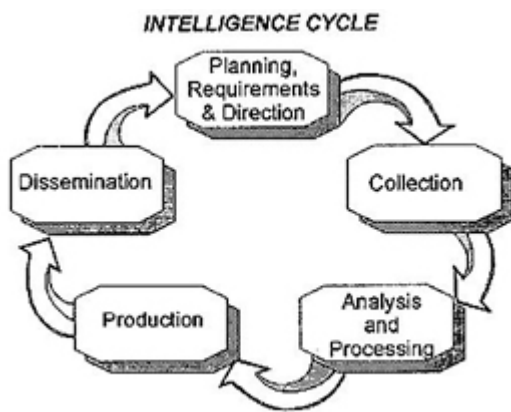 INTELLIGENCE CYCLE
Planning,
Requirements
& Direction
Collection
Analysis
and
Processing
Production
Dissemination